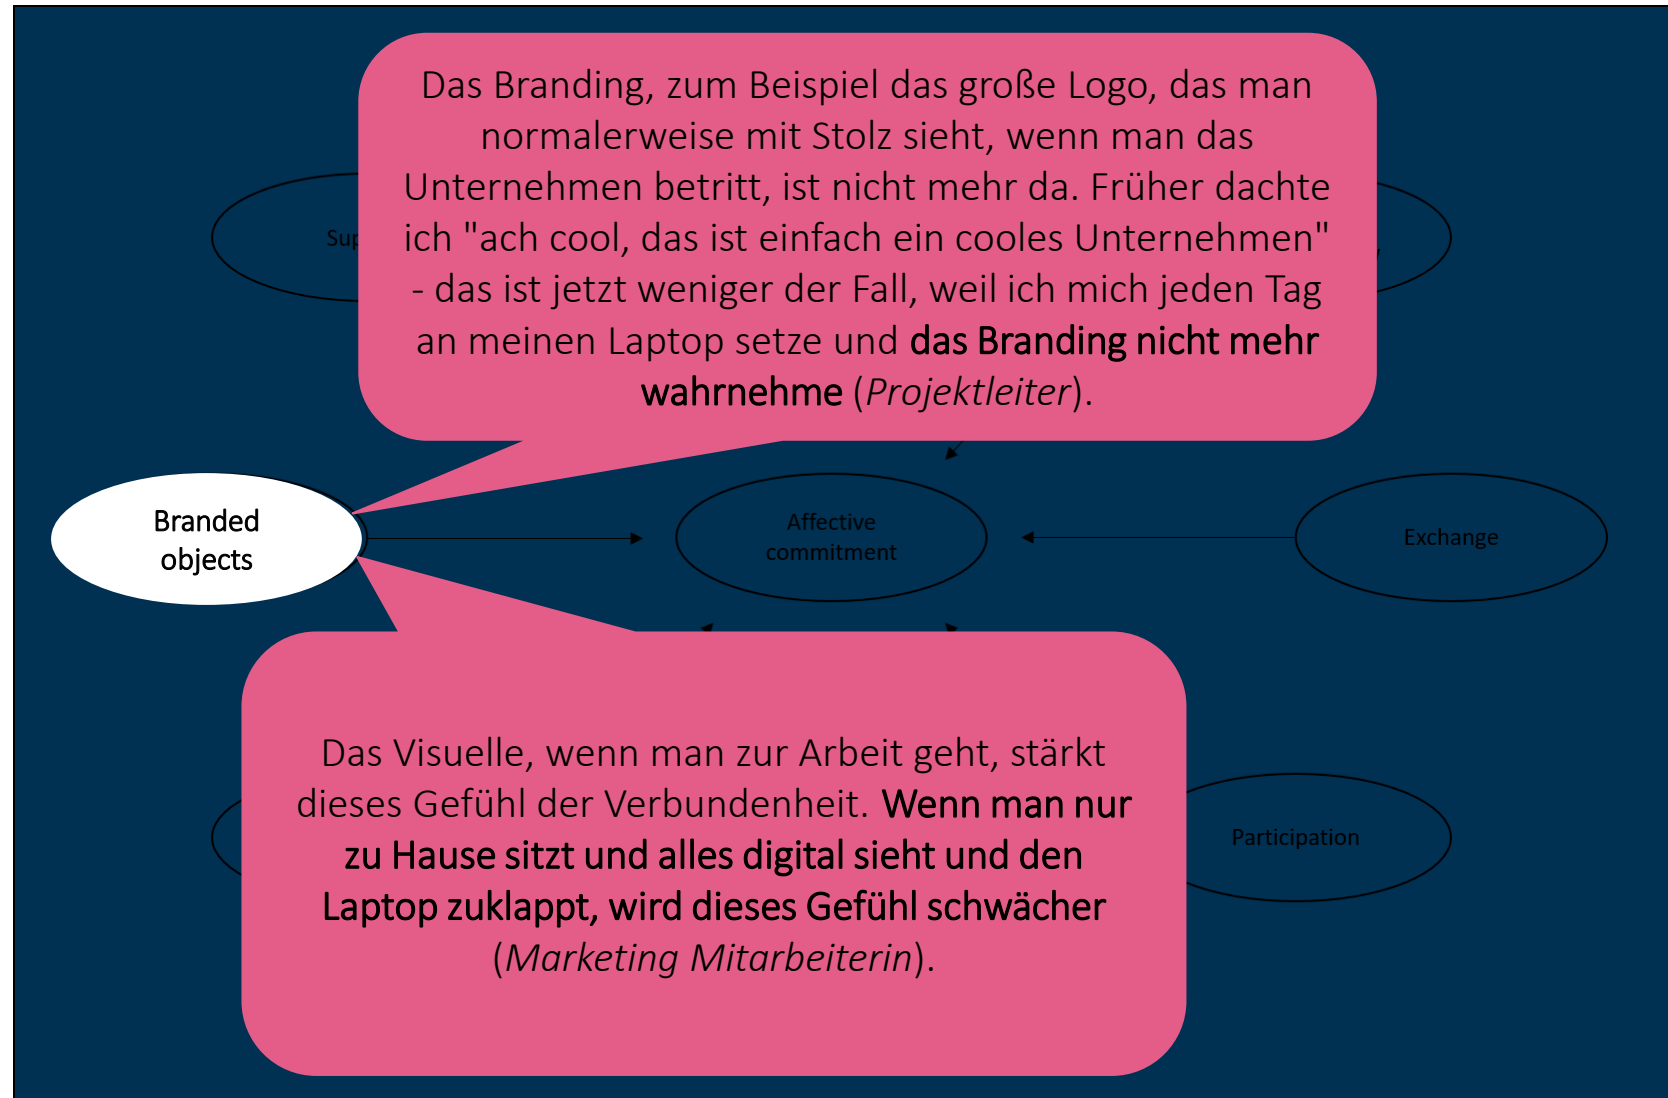 Das Branding, zum Beispiel das große Logo, das man
normalerweise mit Stolz sieht, wenn man das
Unternehmen betritt, ist nicht mehr da. Früher dachte
ich "ach cool, das ist einfach ein cooles Unternehmen"
- das ist jetzt weniger der Fall, weil ich mich jeden Tag
an meinen Laptop setze und das Branding nicht mehr
wahrnehme (Projektleiter).
Branded
objects
Affective
commitment
Exchange
Das Visuelle, wenn man zur Arbeit geht, stärkt
dieses Gefühl der Verbundenheit. Wenn man nur
zu Hause sitzt und alles digital sieht und den
Laptop zuklappt, wird dieses Gefühl schwächer
(Marketing Mitarbeiterin).
Participation